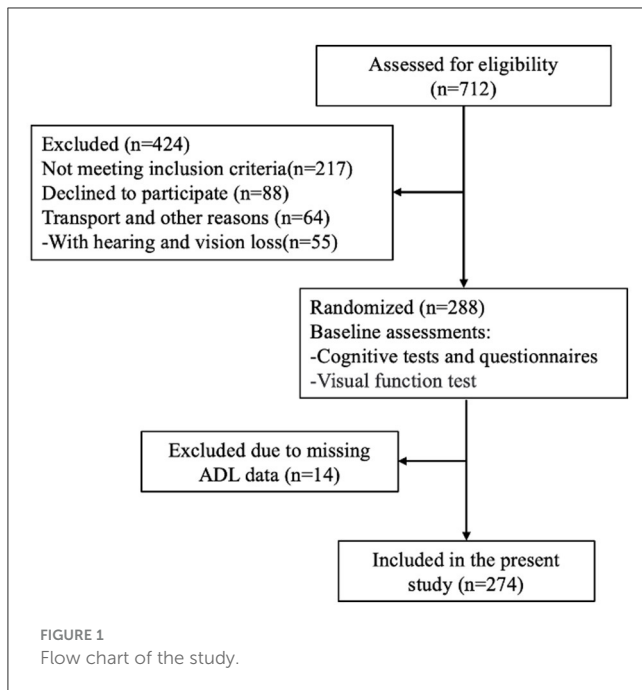 Assessed for eligibility
(n=712)
Excluded (n=424)
Not meeting inclusion criteria(n=217)
Declined to participate (n=88)
Transport and other reasons (n=64)
-With hearing and vision loss(n=55)
Randomized (n=288)
Baseline assessments:
-Cognitive tests and questionnaires
-Visual function test
Excluded due to missing
ADL data (n=14)
Included in the present
study (n=274)
FIGURE 1
Flow chart of the study.